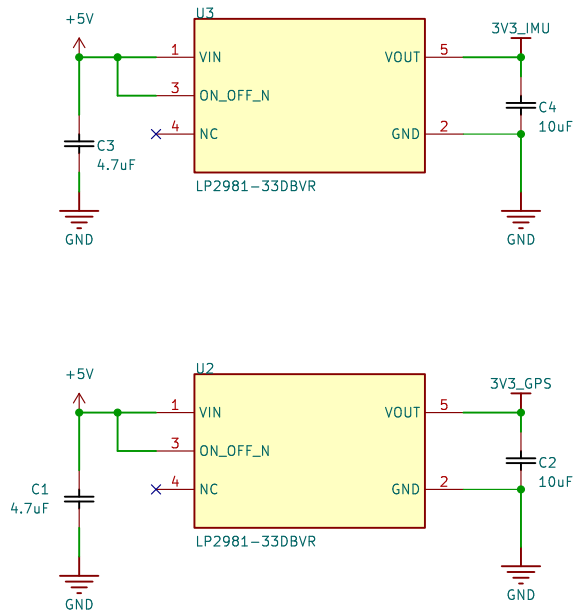 U3
+5V
3V3_IMU
1
VIN
VOUT
5
3
ON_OFF_N
C4
10uF
4
NC
GND
2
C3
4.7uF
LP2981-33DBVR
GND
GND
U2
+5V
3V3_GPS
1
VIN
VOUT
5
3
ON_OFF_N
C2
10uF
4
NC
GND
2
C1
4.7uF
LP2981-33DBVR
GND
GND